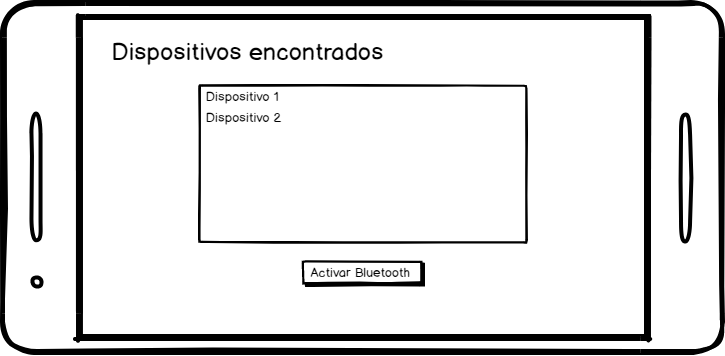 Dispositivos encontrados
Dispositivo 1
Dispositivo 2
Activar Bluetooth